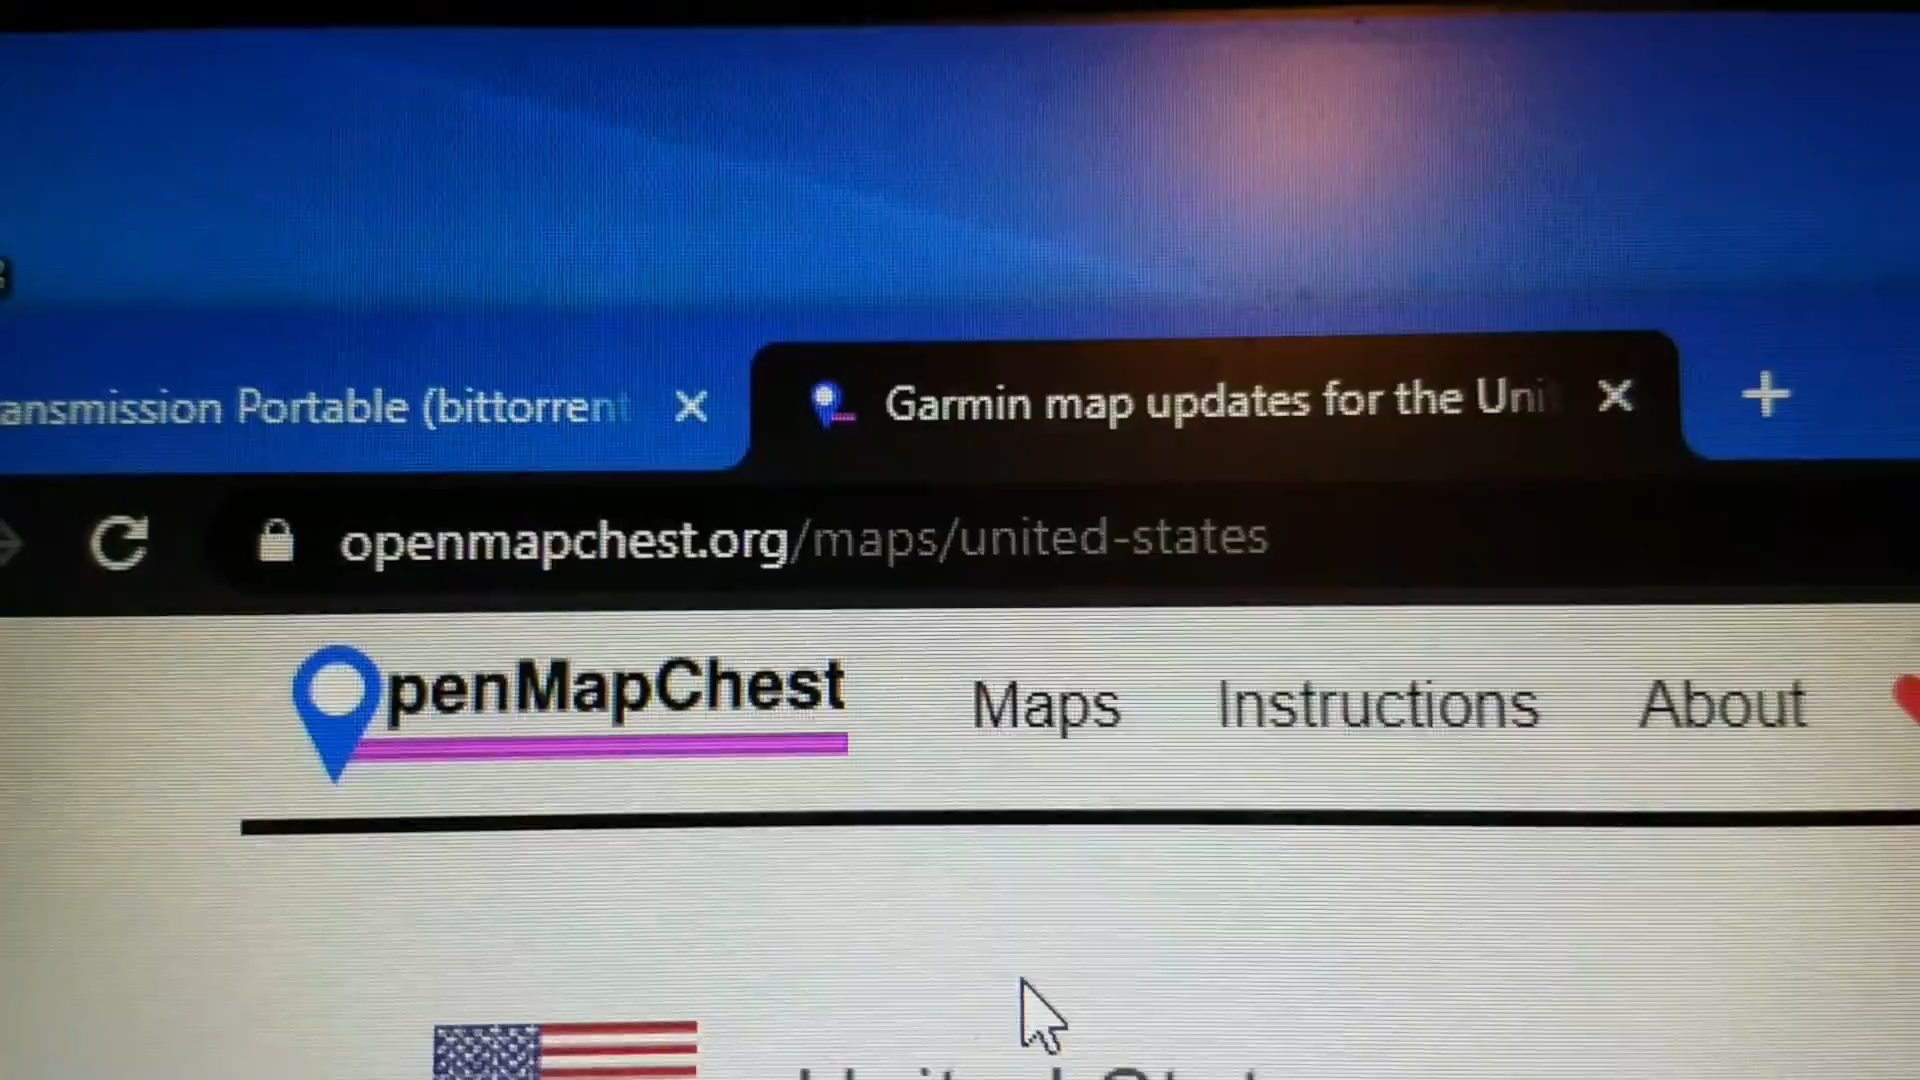 ansmission Portable (bittorrent
Garmin map updates for the Uni
openmapchest.org/maps/united-states
OpenMapChest
Maps
Instructions
About